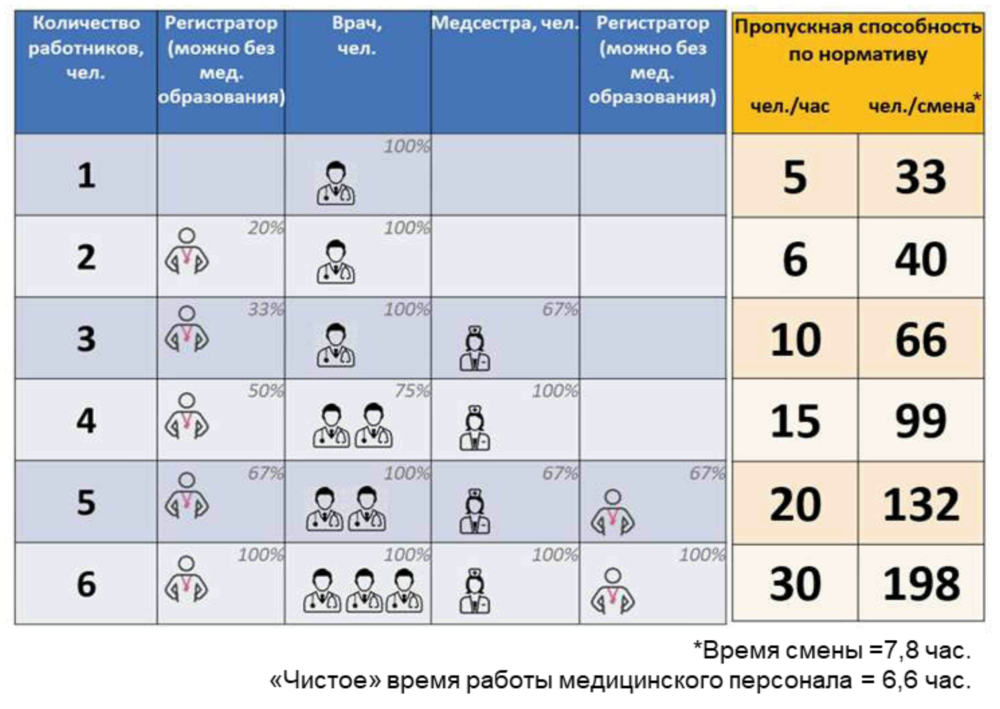 Количество
работников,
чел.
Регистратор
(можно без
мед.
образования)
Врач,
чел.
Медсестра, чел.
Регистратор
(можно без
мед.
образования)
Пропускная способность
по нормативу
чел./час
чел./смена*
1
100%
5
33
2
20%
100%
6
40
3
33%
100%
67%
10
66
4
50%
75%
100%
15
99
5
67%
100%
67%
67%
20
132
6
100%
100%
100%
100%
30
198
*Время смены =7,8 час.
«Чистое» время работы медицинского персонала = 6,6 час.